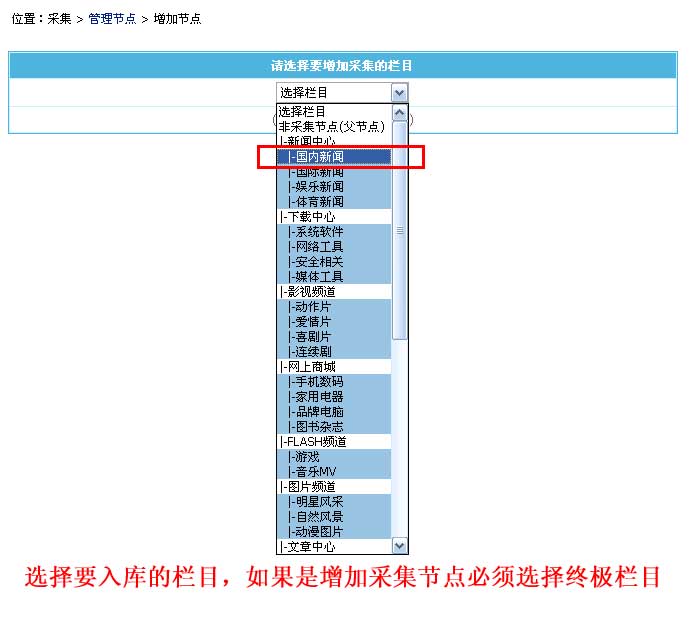 位置：采集 > 管理节点 > 增加节点
请选择要增加采集的栏目
选择栏目
选择栏目
非采集节点(父节点)
|-新闻中心
|-国内新闻
|-国际新闻
|-娱乐新闻
|-体育新闻
|-下载中心
|-系统软件
|-网络工具
|-安全相关
|-媒体工具
|-影视频道
|-动作片
|-爱情片
|-喜剧片
|-连续剧
|-网上商城
|-手机数码
|-家用电器
|-品牌电脑
|-图书杂志
|-FLASH频道
|-游戏
|-音乐MV
|-图片频道
|-明星风采
|-自然风景
|-动漫图片
|-文章中心
选择要入库的栏目，如果是增加采集节点必须选择终极栏目